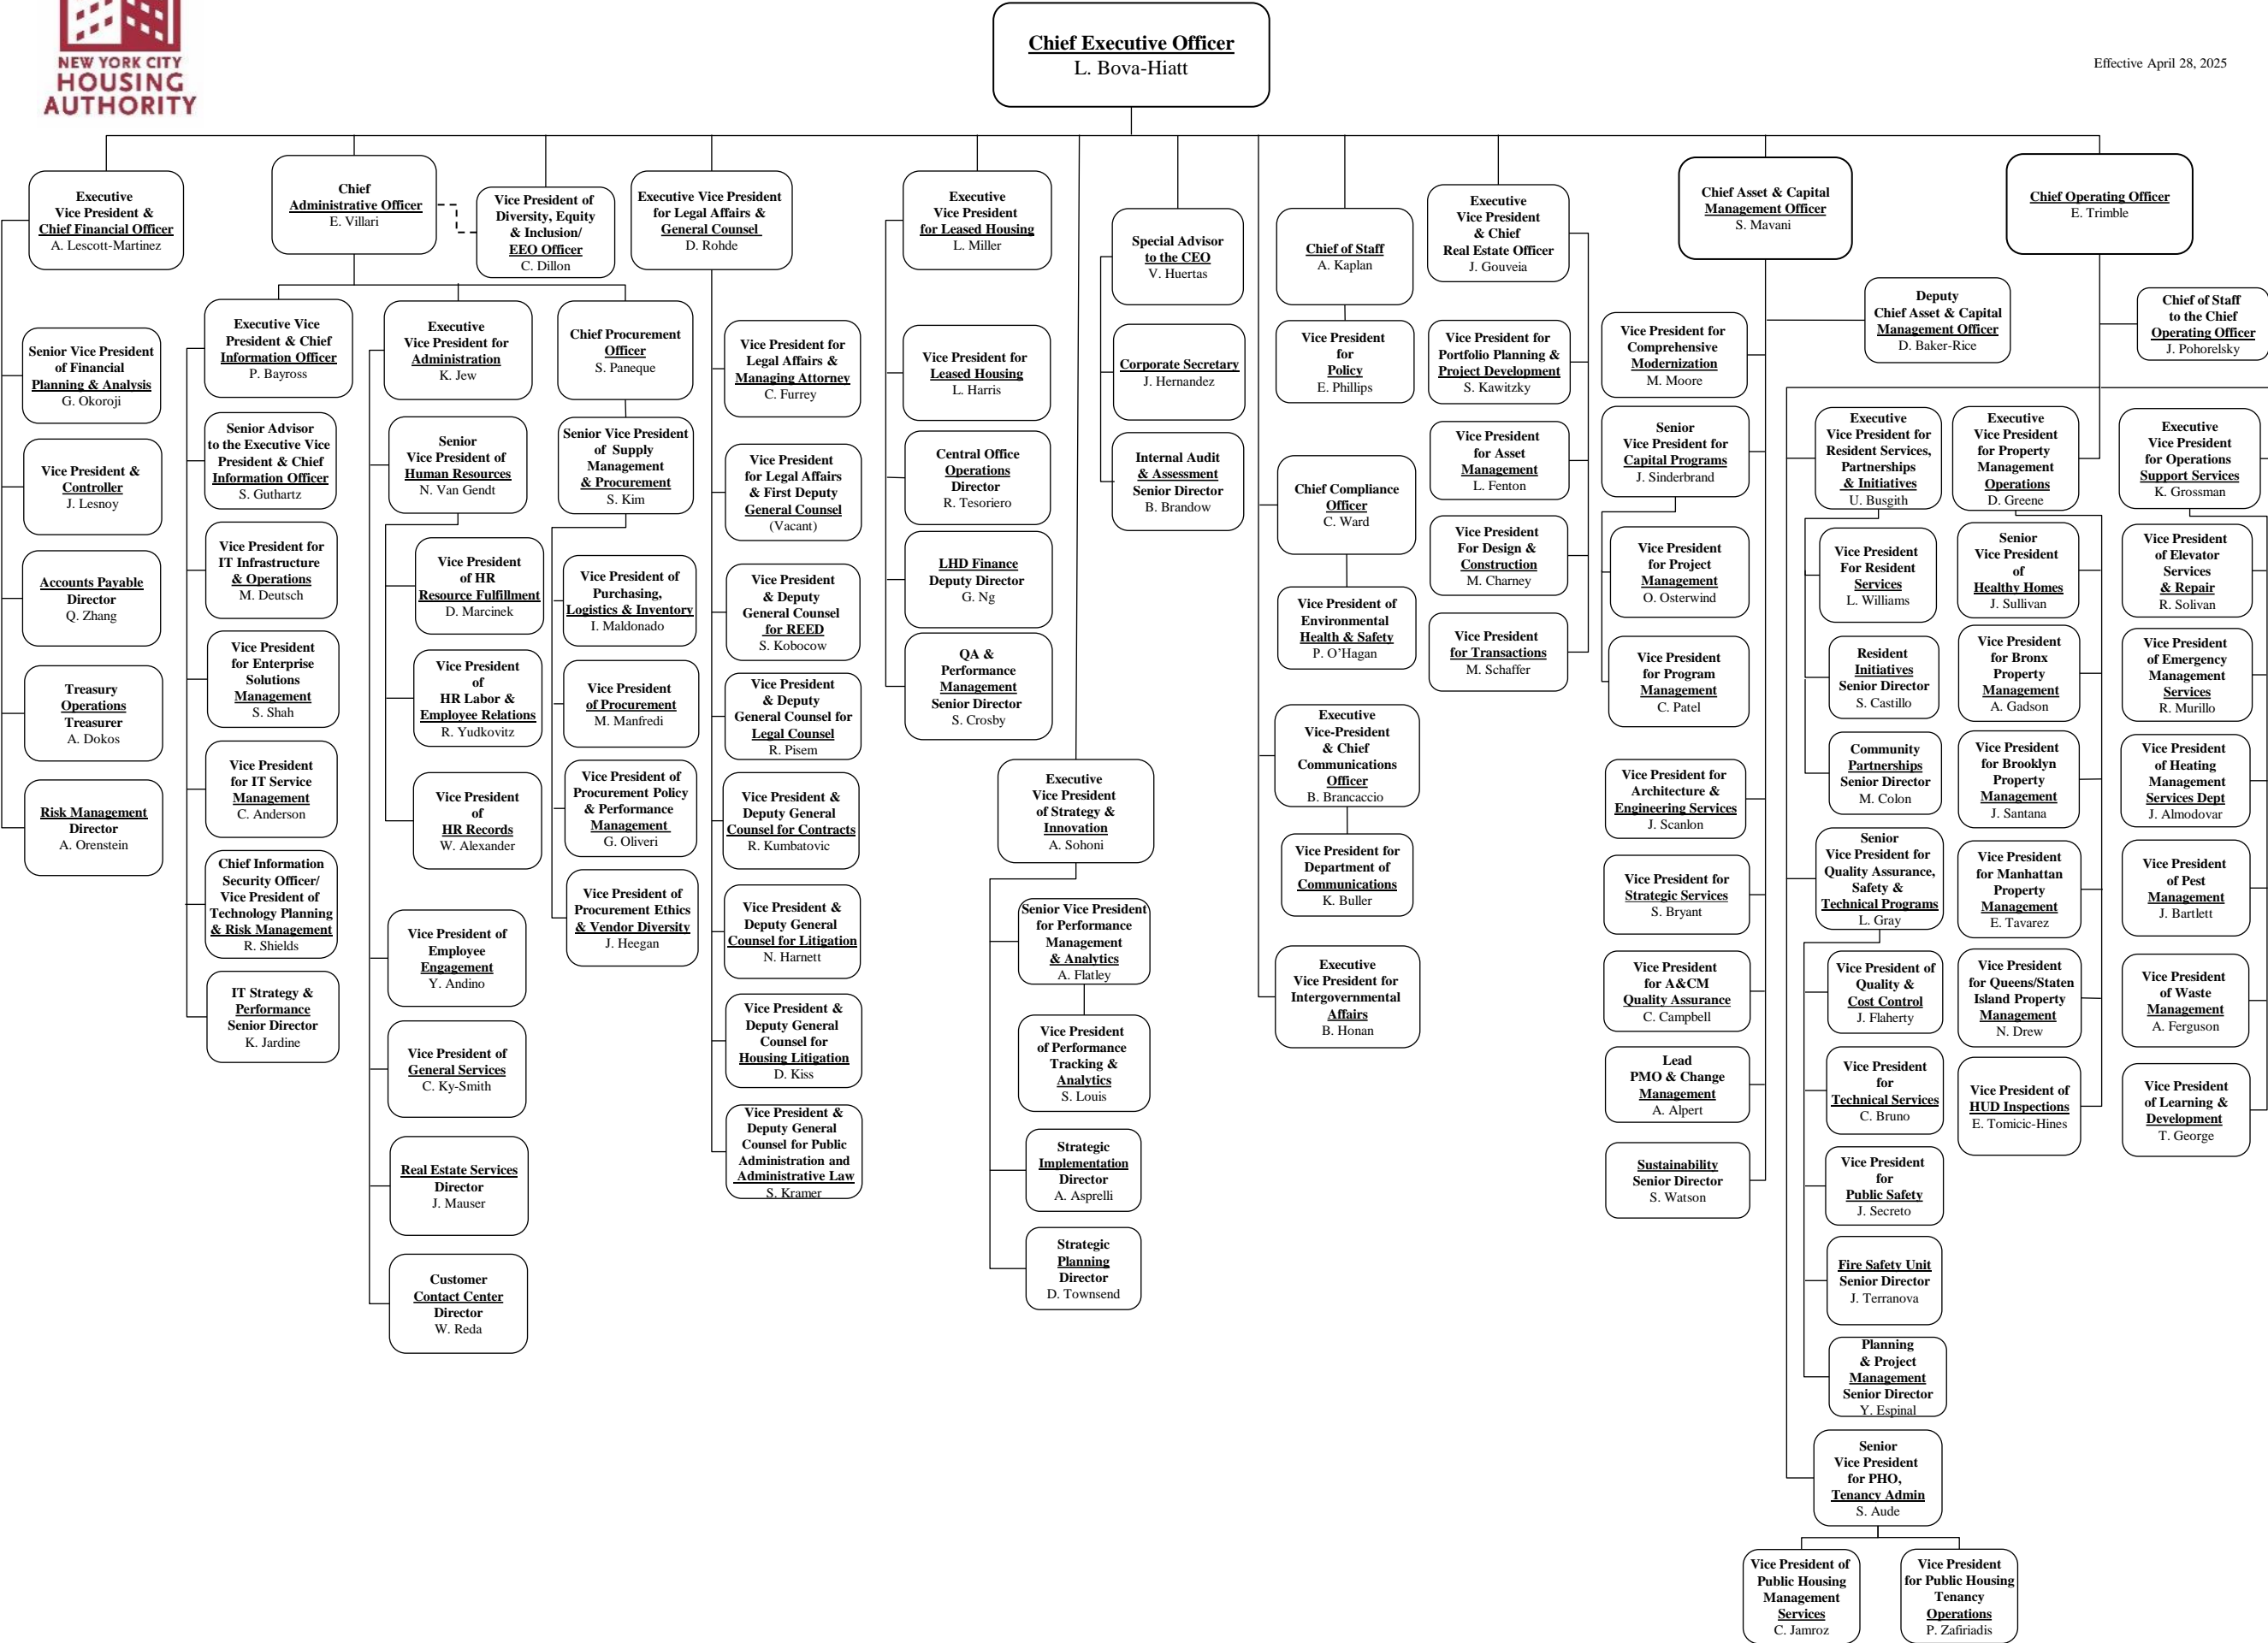 NEW YORK CITY
HOUSING
AUTHORITY
Chief Executive Officer
L. Bova-Hiatt
Effective April 28, 2025
Executive
Vice President &
Chief Financial Officer
A. Lescott-Martinez
Senior Vice President
of Financial
Planning & Analysis
G. Okoroji
Vice President &
Controller
J. Lesnoy
Accounts Payable
Director
Q. Zhang
Treasury
Operations
Treasurer
A. Dokos
Risk Management
Director
A. Orenstein
Chief
Administrative Officer
E. Villari
Executive Vice
President & Chief
Information Officer
P. Bayross
Senior Advisor
to the Executive Vice
President & Chief
Information Officer
S. Guthartz
Vice President for
IT Infrastructure
& Operations
M. Deutsch
Vice President
for Enterprise
Solutions
Management
S. Shah
Vice President
for IT Service
Management
C. Anderson
Chief Information
Security Officer/
Vice President of
Technology Planning
& Risk Management
R. Shields
IT Strategy &
Performance
Senior Director
K. Jardine
Executive
Vice President for
Administration
K. Jew
Senior
Vice President of
Human Resources
N. Van Gendt
Vice President
of HR
Resource Fulfillment
D. Marcinek
Vice President
of
HR Labor &
Employee Relations
R. Yudkovitz
Vice President
of
HR Records
W. Alexander
Vice President of
Employee
Engagement
Y. Andino
Vice President of
General Services
C. Ky-Smith
Real Estate Services
Director
J. Mauser
Customer
Contact Center
Director
W. Reda
Chief Procurement
Officer
S. Paneque
Senior Vice President
of Supply
Management
& Procurement
S. Kim
Vice President of
Purchasing,
Logistics & Inventory
I. Maldonado
Vice President
of Procurement
M. Manfredi
Vice President of
Procurement Policy
& Performance
Management
G. Oliveri
Vice President of
Procurement Ethics
& Vendor Diversity
J. Heegan
Vice President of
Diversity, Equity
& Inclusion/
EEO Officer
C. Dillon
Executive Vice President
for Legal Affairs &
General Counsel
D. Rohde
Vice President for
Legal Affairs &
Managing Attorney
C. Furrey
Vice President
for Legal Affairs
& First Deputy
General Counsel
(Vacant)
Vice President
& Deputy
General Counsel
for REED
S. Kobocow
Vice President
& Deputy
General Counsel for
Legal Counsel
R. Pisem
Vice President &
Deputy General
Counsel for Contracts
R. Kumbatovic
Vice President &
Deputy General
Counsel for Litigation
N. Harnett
Vice President &
Deputy General
Counsel for
Housing Litigation
D. Kiss
Vice President &
Deputy General
Counsel for Public
Administration and
Administrative Law
S. Kramer
Executive
Vice President
for Leased Housing
L. Miller
Vice President for
Leased Housing
L. Harris
Central Office
Operations
Director
R. Tesoriero
LHD Finance
Deputy Director
G. Ng
QA &
Performance
Management
Senior Director
S. Crosby
Executive
Vice President
of Strategy &
Innovation
A. Sohoni
Senior Vice President
for Performance
Management
& Analytics
A. Flatley
Vice President
of Performance
Tracking &
Analytics
S. Louis
Strategic
Implementation
Director
A. Asprelli
Strategic
Planning
Director
D. Townsend
Special Advisor
to the CEO
V. Huertas
Corporate Secretary
J. Hernandez
Internal Audit
& Assessment
Senior Director
B. Brandow
Chief of Staff
A. Kaplan
Vice President
for
Policy
E. Phillips
Chief Compliance
Officer
C. Ward
Vice President of
Environmental
Health & Safety
P. O’Hagan
Executive
Vice-President
& Chief
Communications
Officer
B. Brancaccio
Vice President for
Department of
Communications
K. Buller
Executive
Vice President for
Intergovernmental
Affairs
B. Honan
Executive
Vice President
& Chief
Real Estate Officer
J. Gouveia
Vice President for
Portfolio Planning &
Project Development
S. Kawitzky
Vice President
for Asset
Management
L. Fenton
Vice President
For Design &
Construction
M. Charney
Vice President
for Transactions
M. Schaffer
Chief Asset & Capital
Management Officer
S. Mavani
Deputy
Chief Asset & Capital
Management Officer
D. Baker-Rice
Vice President for
Comprehensive
Modernization
M. Moore
Senior
Vice President for
Capital Programs
J. Sinderbrand
Vice President
for Project
Management
O. Osterwind
Vice President
for Program
Management
C. Patel
Vice President for
Architecture &
Engineering Services
J. Scanlon
Vice President for
Strategic Services
S. Bryant
Vice President
for A&CM
Quality Assurance
C. Campbell
Lead
PMO & Change
Management
A. Alpert
Sustainability
Senior Director
S. Watson
Chief Operating Officer
E. Trimble
Chief of Staff
to the Chief
Operating Officer
J. Pohorelsky
Executive
Vice President for
Resident Services,
Partnerships
& Initiatives
U. Busgith
Vice President
For Resident
Services
L. Williams
Resident
Initiatives
Senior Director
S. Castillo
Community
Partnerships
Senior Director
M. Colon
Senior
Vice President for
Quality Assurance,
Safety &
Technical Programs
L. Gray
Vice President of
Quality &
Cost Control
J. Flaherty
Vice President
for
Technical Services
C. Bruno
Vice President
for
Public Safety
J. Secreto
Fire Safety Unit
Senior Director
J. Terranova
Planning
& Project
Management
Senior Director
Y. Espinal
Senior
Vice President
for PHO,
Tenancy Admin
S. Aude
Vice President of
Public Housing
Management
Services
C. Jamroz
Vice President
for Public Housing
Tenancy
Operations
P. Zafiriadis
Executive
Vice President
for Property
Management
Operations
D. Greene
Senior
Vice President
of
Healthy Homes
J. Sullivan
Vice President
for Bronx
Property
Management
A. Gadson
Vice President
for Brooklyn
Property
Management
J. Santana
Vice President
for Manhattan
Property
Management
E. Tavarez
Vice President
for Queens/Staten
Island Property
Management
N. Drew
Vice President of
HUD Inspections
E. Tomicic-Hines
Executive
Vice President
for Operations
Support Services
K. Grossman
Vice President
of Elevator
Services
& Repair
R. Solivan
Vice President
of Emergency
Management
Services
R. Murillo
Vice President
of Heating
Management
Services Dept
J. Almodovar
Vice President
of Pest
Management
J. Bartlett
Vice President
of Waste
Management
A. Ferguson
Vice President
of Learning &
Development
T. George